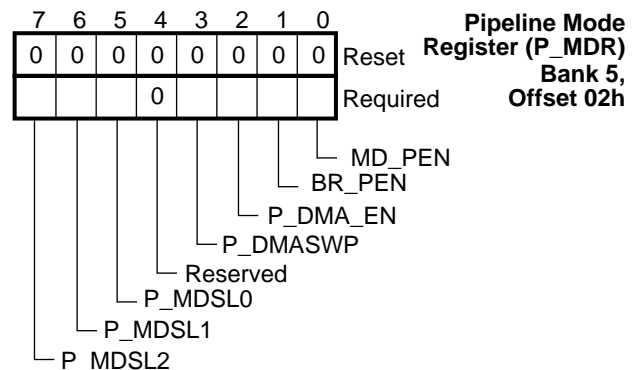 7 6 5 4 3 2 1 0
Pipeline Mode
Register (P_MDR)
Bank 5,
Offset 02h
0 0 0 0 0 0 0 0 Reset
0 Required
MD_PEN
BR_PEN
P_DMA_EN
P_DMASWP
Reserved
P_MDSL0
P_MDSL1
P_MDSL2